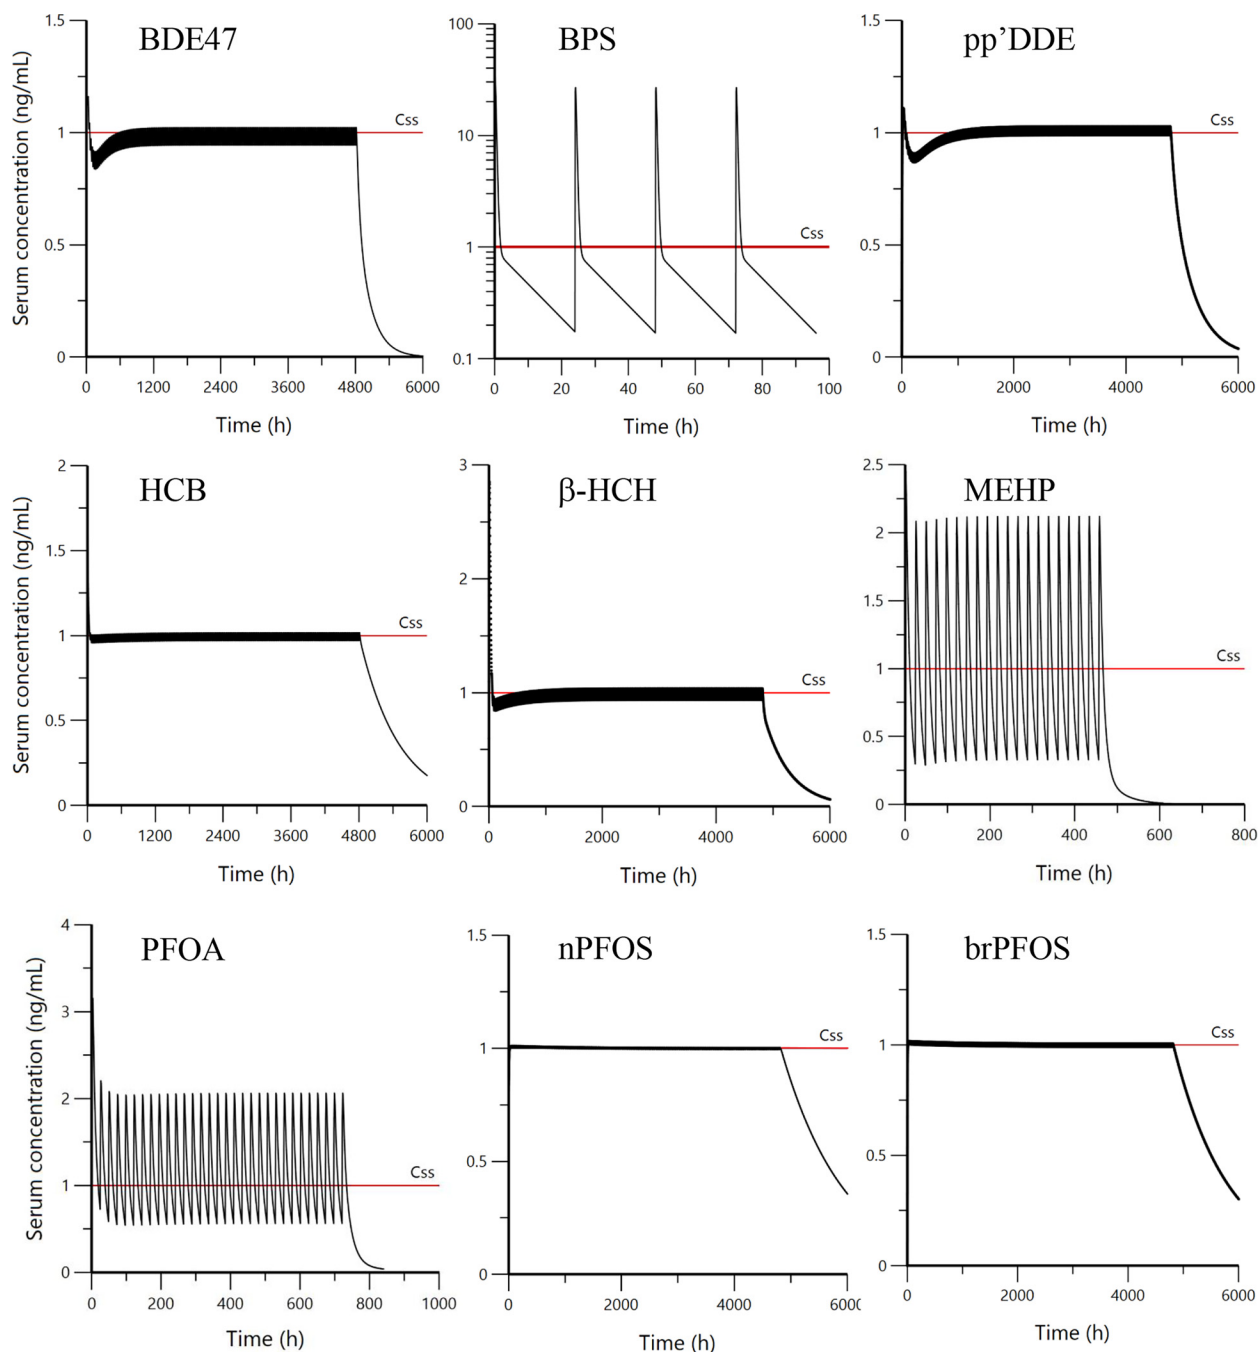 BDE47
Serum concentration (ng/mL)
1.5
1
0.5
0
Css
0 1200 2400 3600 4800 6000
Time (h)
BPS
100
10
1
0.1
Css
0 20 40 60 80 100
Time (h)
pp’DDE
1.5
1
0.5
0
Css
0 2000 4000 6000
Time (h)
HCB
Serum concentration (ng/mL)
2
1.5
1
0.5
0
Css
0 1200 2400 3600 4800 6000
Time (h)
β-HCH
3
2
1
0
Css
0 2000 4000 6000
Time (h)
MEHP
2.5
2
1.5
1
0.5
0
Css
0 200 400 600 800
Time (h)
PFOA
Serum concentration (ng/mL)
4
3
2
1
0
Css
0 200 400 600 800 1000
Time (h)
nPFOS
1.5
1
0.5
0
Css
0 2000 4000 6000
Time (h)
brPFOS
1.5
1
0.5
0
Css
0 2000 4000 6000
Time (h)